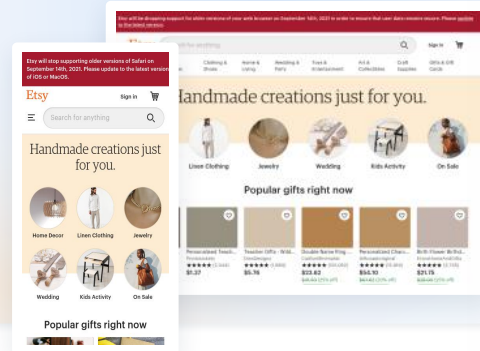 Etsy will stop supporting older versions of Safari on
September 14th, 2021. Please update to the latest version
of iOS or MacOS.
Etsy
Sign in
Search for anything
Handmade creations just
for you.
Home Decor
Linen Clothing
Jewelry
Wedding
Kids Activity
On Sale
Popular gifts right now
Etsy will be dropping support for older versions of your web browser on September 14th, 2021 in order to ensure that user data remains secure. Please update
to the latest version.
search for anything
Sign in
Clothing &
Shoes
Home &
Living
Wedding &
Party
Toys &
Entertainment
Art &
Collectibles
Craft
Supplies
Gifts & Gift
Cards
Handmade creations just for you.
Linen Clothing
Jewelry
Wedding
Kids Activity
On Sale
Popular gifts right now
$1.37
$5.76
$23.62
$54.10
$21.75